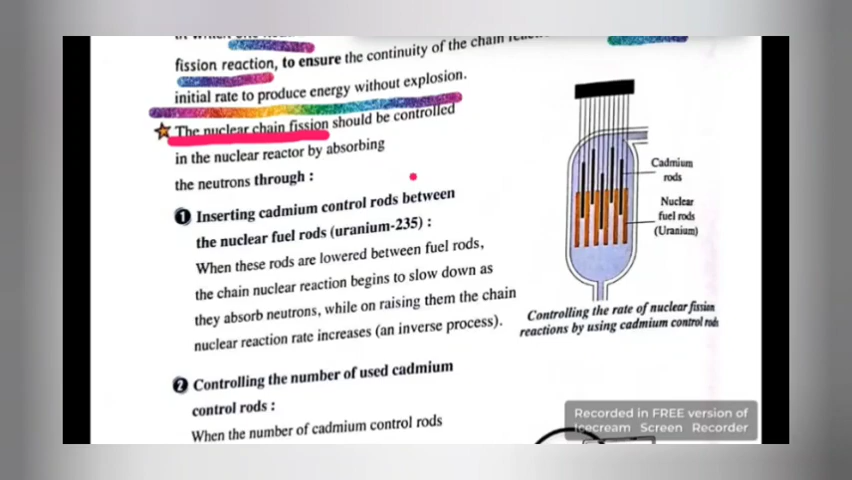 fission reaction, to ensure the continuity of the chain
initial rate to produce energy without explosion.
The nuclear chain fission should be controlled
in the nuclear reactor by absorbing
the neutrons through :
1 Inserting cadmium control rods between
the nuclear fuel rods (uranium-235) :
When these rods are lowered between fuel rods,
the chain nuclear reaction begins to slow down as
they absorb neutrons, while on raising them the chain
nuclear reaction rate increases (an inverse process).
2 Controlling the number of used cadmium
control rods :
When the number of cadmium control rods
Cadmium
rods
Nuclear
fuel rods
(Uranium)
Controlling the rate of nuclear fission
reactions by using cadmium control rods
Recorded in FREE version of
Icecream Screen Recorder